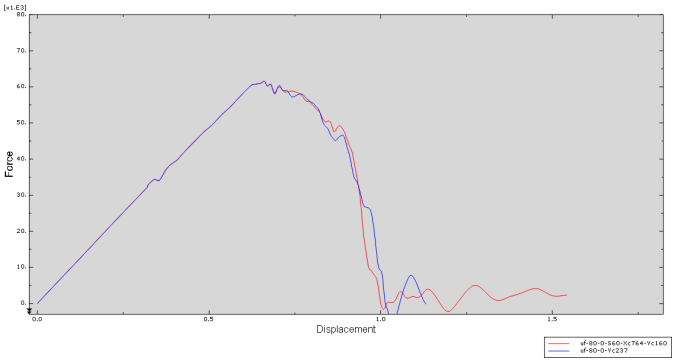 [x1.E3]
80.
70.
60.
50.
40.
30.
20.
10.
0.
Force
0.0 0.5 1.0 1.5
Displacement
uf-80-0-S60-Xc764-Yc160
uf-80-0-Yc237